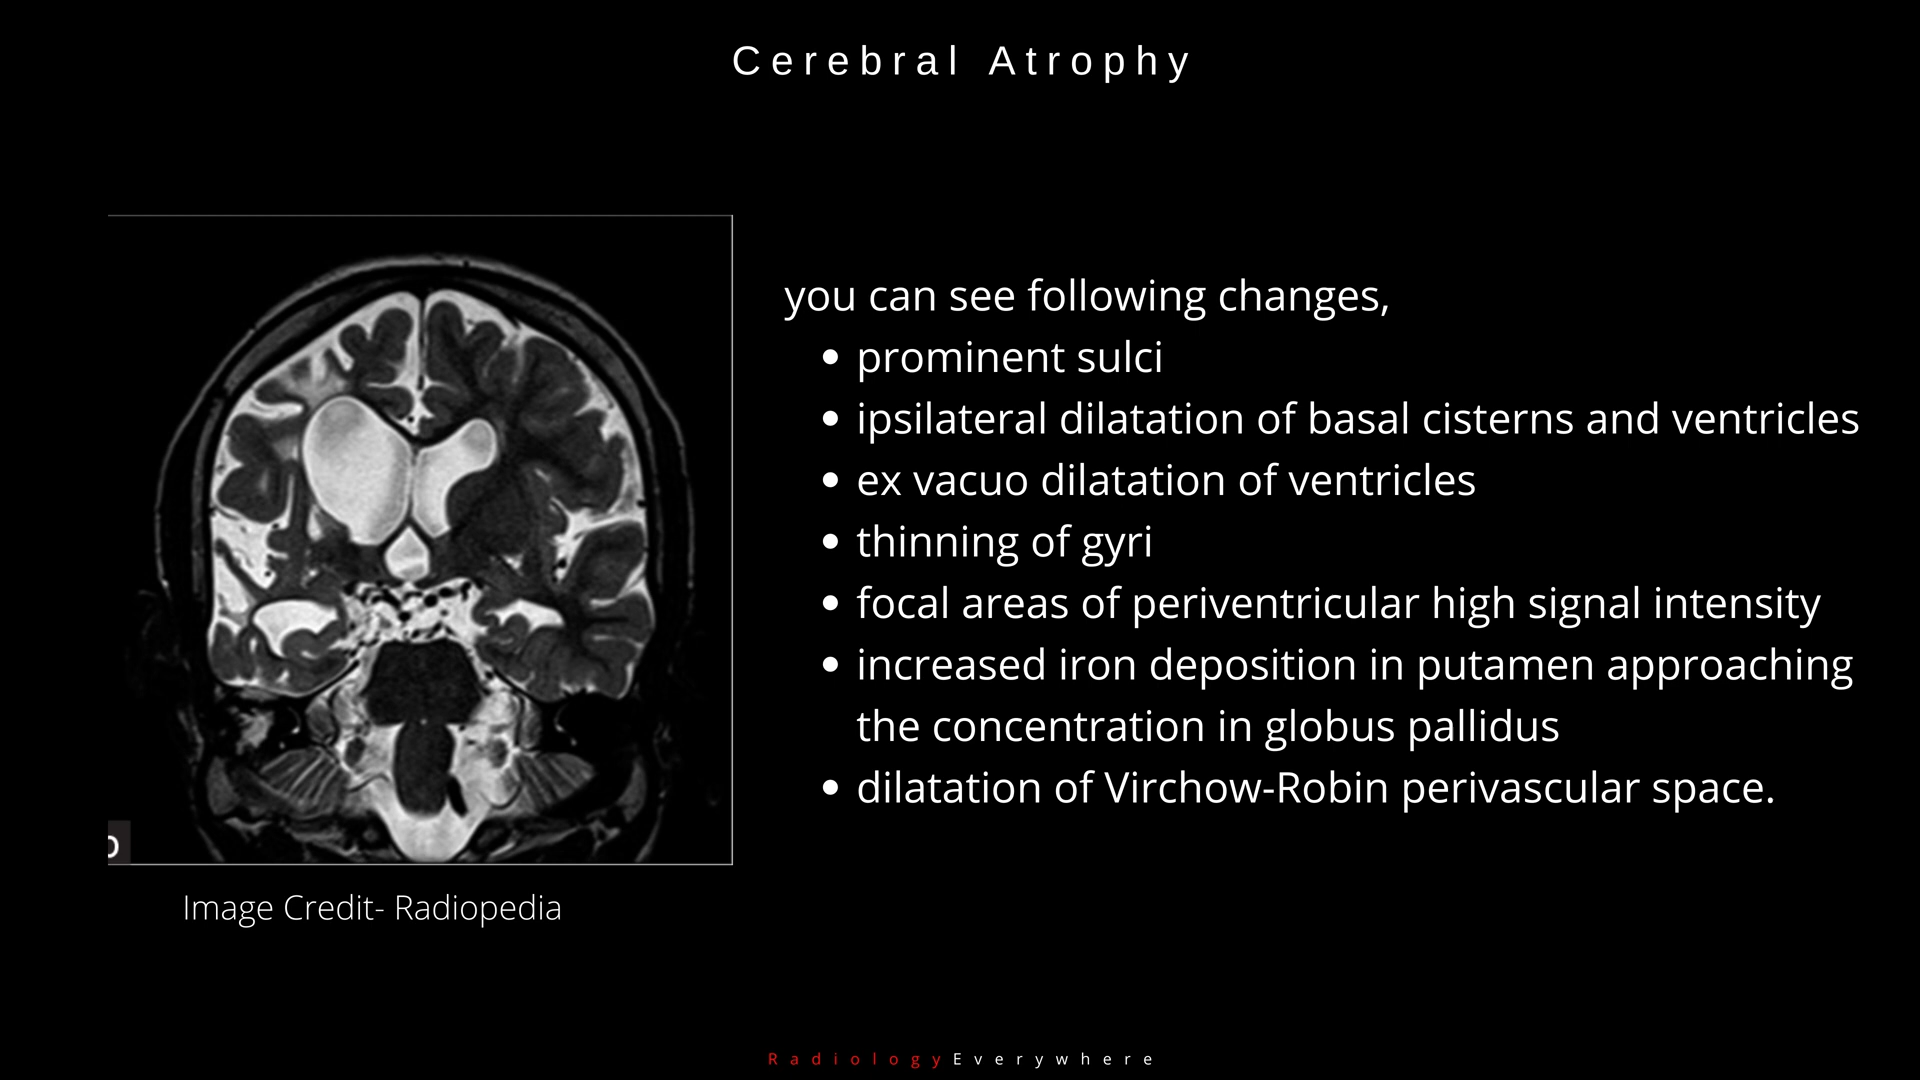 Cerebral Atrophy
you can see following changes,
• prominent sulci
• ipsilateral dilatation of basal cisterns and ventricles
• ex vacuo dilatation of ventricles
• thinning of gyri
• focal areas of periventricular high signal intensity
• increased iron deposition in putamen approaching
the concentration in globus pallidus
• dilatation of Virchow-Robin perivascular space.
Image Credit- Radiopedia
RadiologyEverywhere